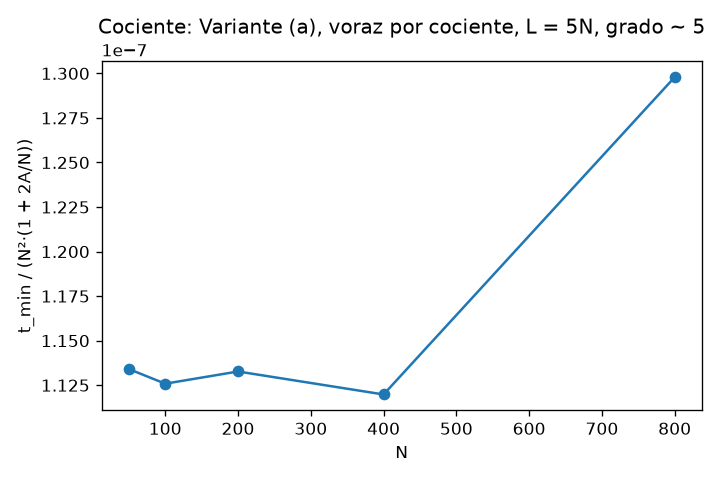 Cociente: Variante (a), voraz por cociente, L = 5N, grado ~ 5
1e−7
1.300
1.275
1.250
1.225
1.200
1.175
1.150
1.125
t_min / (N²·(1 + 2A/N))
100 200 300 400 500 600 700 800
N